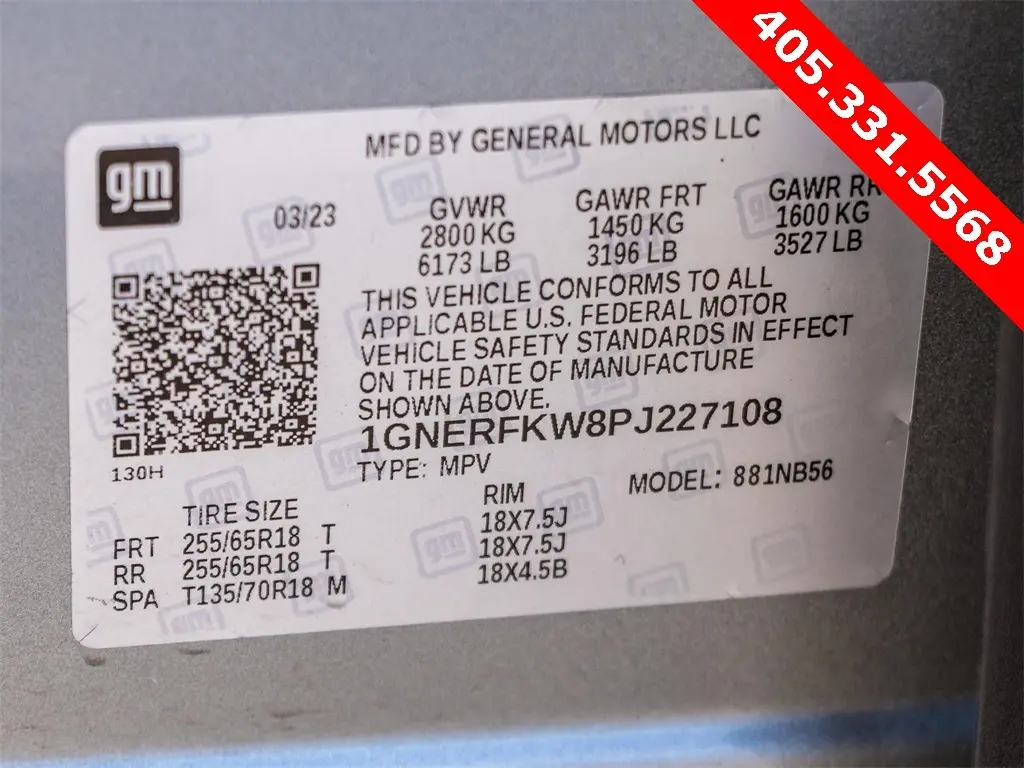 405.331.5568
MFD BY GENERAL MOTORS LLC
gm
03/23
GVWR
2800 KG
6173 LB
GAWR FRT
1450 KG
3196 LB
GAWR RR
1600 KG
3527 LB
THIS VEHICLE CONFORMS TO ALL
APPLICABLE U.S. FEDERAL MOTOR
VEHICLE SAFETY STANDARDS IN EFFECT
ON THE DATE OF MANUFACTURE
SHOWN ABOVE.
1GNERFKW8PJ227108
130H
TYPE: MPV
MODEL: 881NB56
TIRE SIZE RIM
FRT 255/65R18 T 18X7.5J
RR 255/65R18 T 18X7.5J
SPA T135/70R18 M 18X4.5B